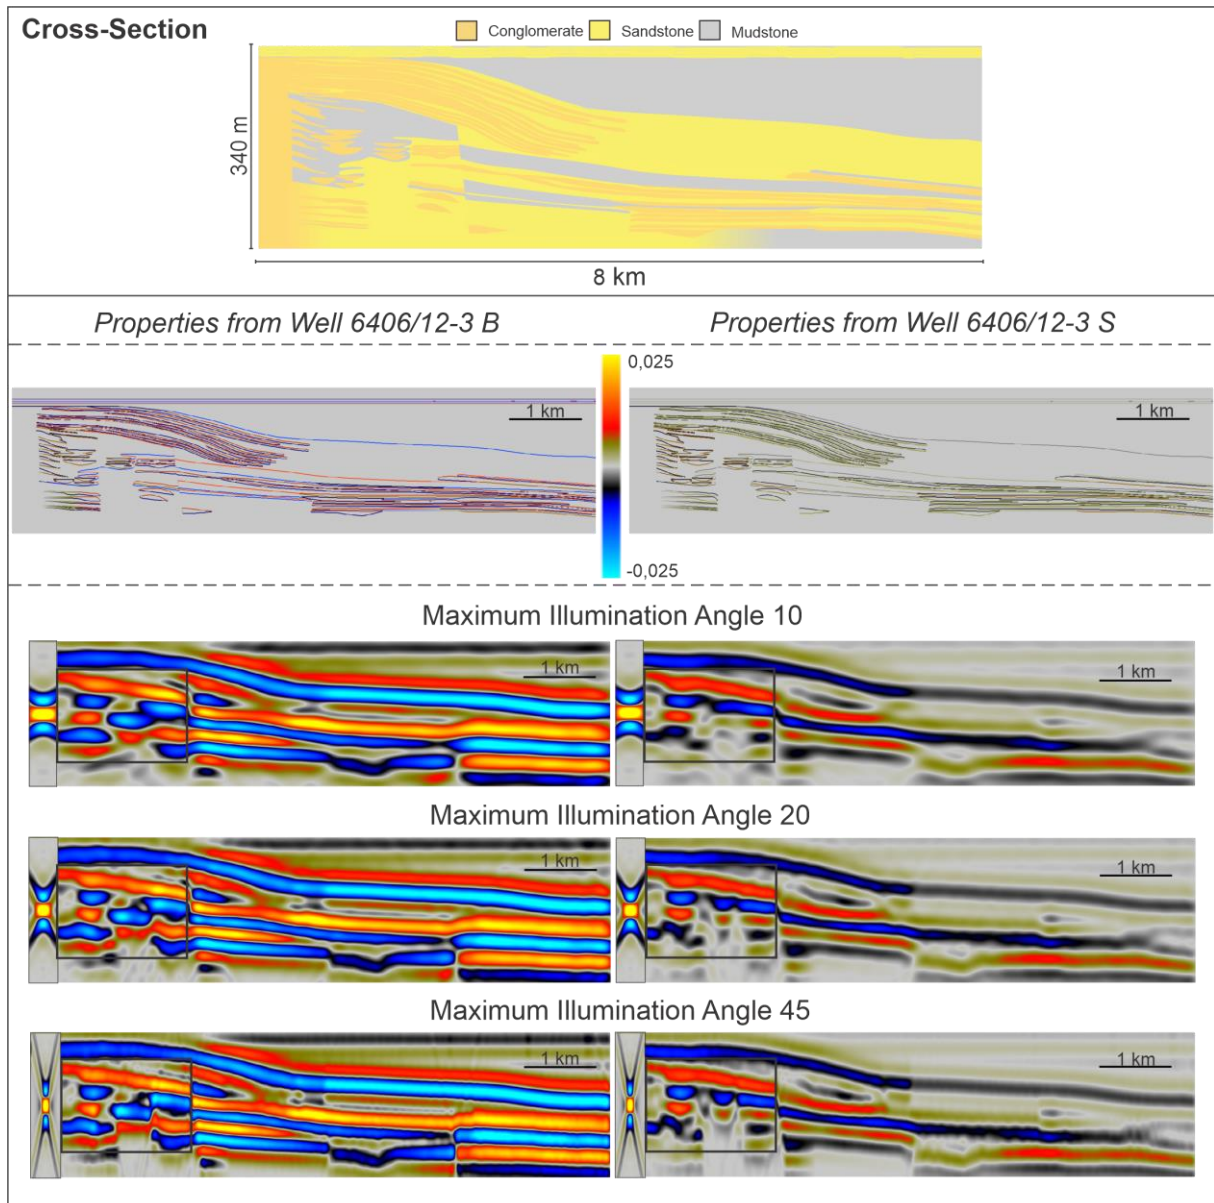 Cross-Section
Conglomerate Sandstone Mudstone
340 m
8 km
Properties from Well 6406/12-3 B Properties from Well 6406/12-3 S
0,025
1 km 1 km
-0,025
Maximum Illumination Angle 10
1 km 1 km
Maximum Illumination Angle 20
1 km 1 km
Maximum Illumination Angle 45
1 km 1 km